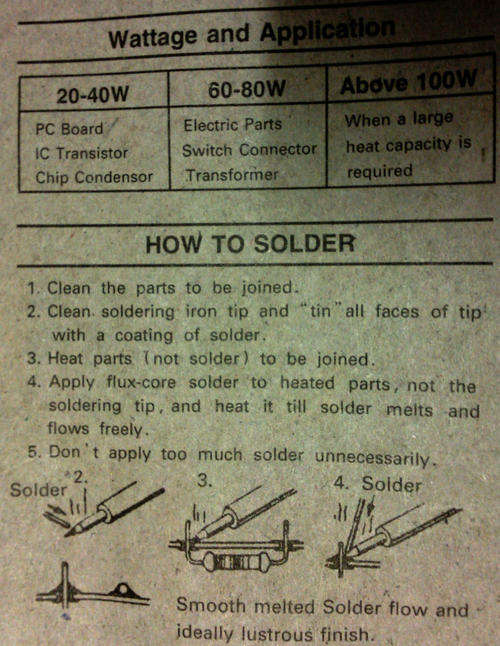 Wattage and Application
20-40W
60-80W
Above 100W
PC Board
IC Transistor
Chip Condensor
Electric Parts
Switch Connector
Transformer
When a large
heat capacity is
required
HOW TO SOLDER
1. Clean the parts to be joined.
2. Clean soldering iron tip and "tin" all faces of tip
with a coating of solder.
3. Heat parts (not solder) to be joined.
4. Apply flux-core solder to heated parts, not the
soldering tip, and heat it till solder melts and
flows freely.
5. Don't apply too much solder unnecessarily.
Solder 2.
3.
4. Solder
Smooth melted Solder flow and
ideally lustrous finish.